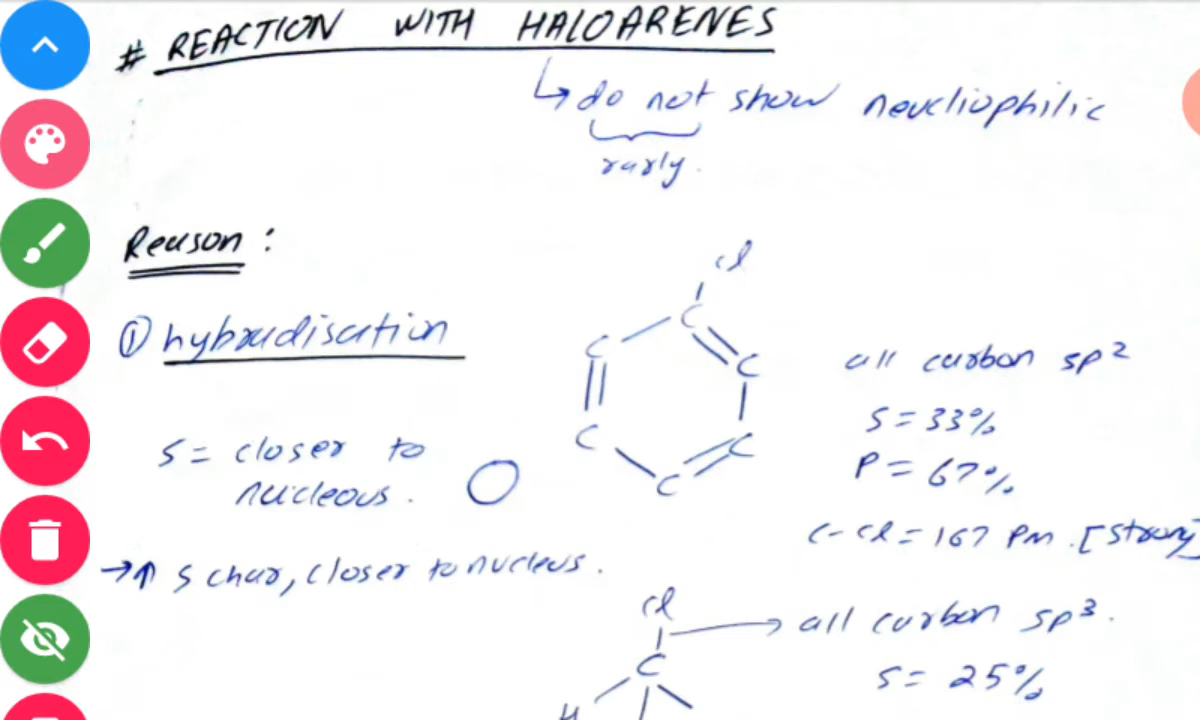 # REACTION WITH HALOARENES
↳ do not show neucliophilic
rarly.
Reason :
① hybraudisation
Cl
C C C C C C
all carbon sp²
S = 33%
P = 67%
S = closer to
nucleous .
C-Cl = 167 Pm . [strong]
→↑ S char, closer to nucleus .
Cl
C
H
→ all carbon sp³.
S = 25%